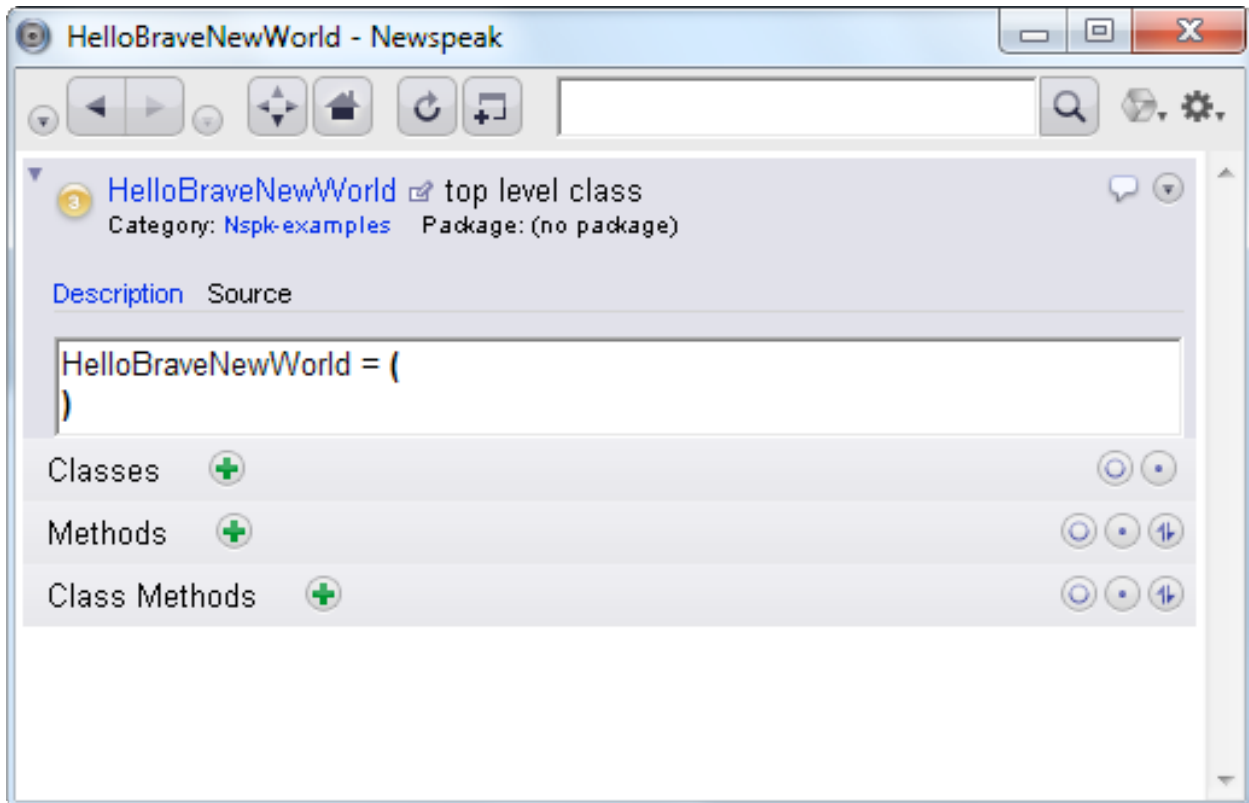 HelloBraveNewWorld - Newspeak
3 HelloBraveNewWorld top level class
Category: Nspk-examples Package: (no package)
Description Source
HelloBraveNewWorld = (
)
Classes
Methods
Class Methods